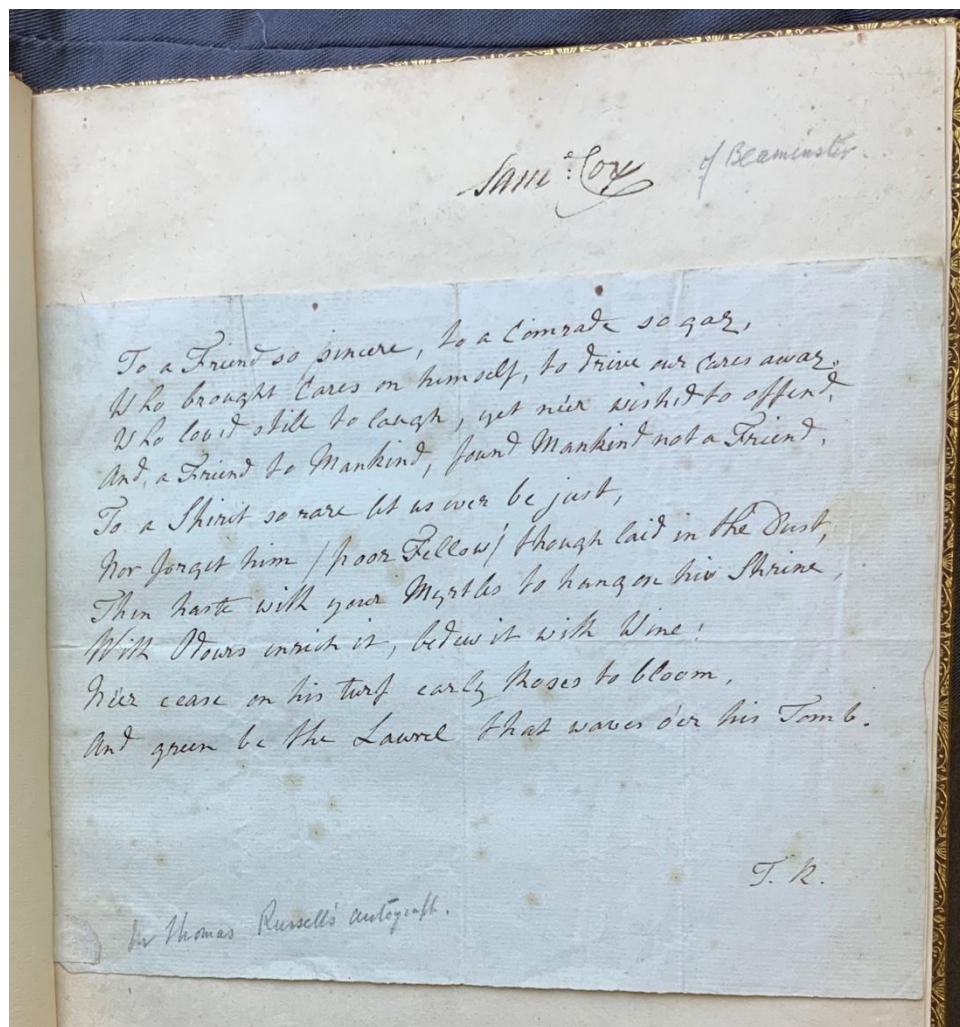 Sam.e Cox of Beaminster.
To a Friend so sincere, to a Comrade so gay,
Who brought Cares on himself, to drive our Cares away.
Who lov'd still to laugh, yet ne'er wish'd to offend,
And, a Friend to Mankind, found Mankind not a Friend,
To a Spirit so rare let us ever be just,
Nor forget him (poor Fellow) though laid in the Dust,
Then haste with your Myrtles to hang on his Shrine,
With Odours enrich it, bedew it with Wine!
Ne'er cease on his turf early Roses to bloom,
And green be the Laurel that waves o'er his Tomb.
T. R.
Thomas Russell's autograph.